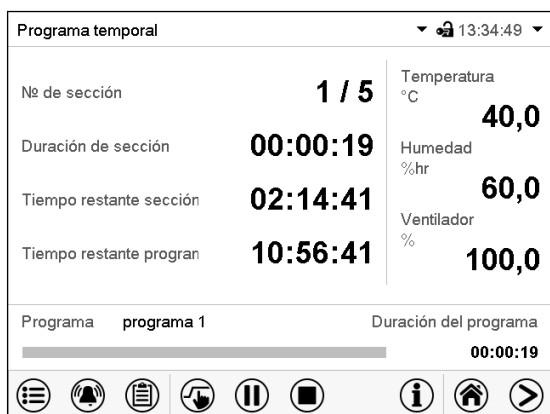 Programa temporal 13:34:49
Nº de sección 1 / 5
Duración de sección 00:00:19
Tiempo restante sección 02:14:41
Tiempo restante progran 10:56:41
Temperatura
°C
40,0
Humedad
%hr
60,0
Ventilador
%
100,0
Programa programa 1 Duración del programa
00:00:19